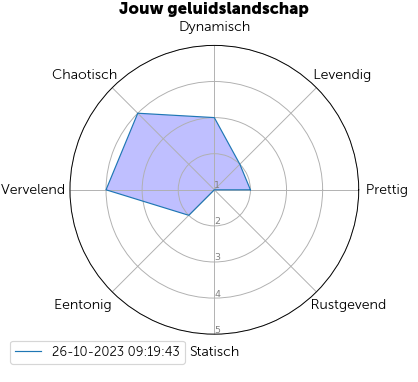 Jouw geluidslandschap
Dynamisch
Chaotisch
Levendig
Vervelend
1
Prettig
2
3
4
Eentonig
Rustgevend
5
26-10-2023 09:19:43
Statisch